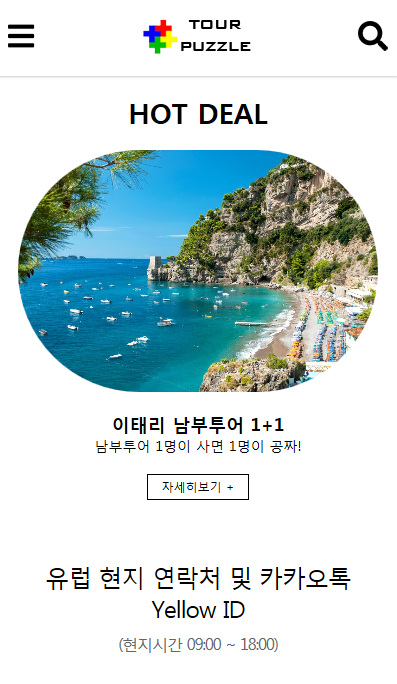 TOUR
PUZZLE
HOT DEAL
이태리 남부투어 1+1
남부투어 1명이 사면 1명이 공짜!
자세히보기 +
유럽 현지 연락처 및 카카오톡
Yellow ID
(현지시간 09:00 ~ 18:00)